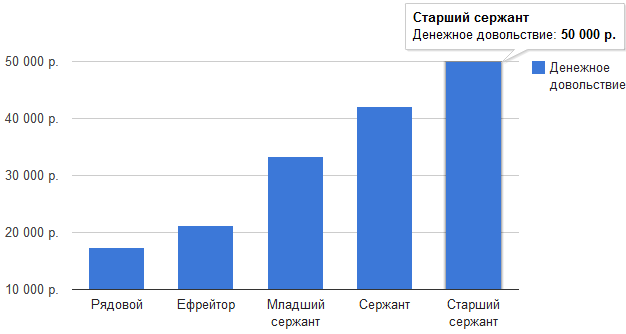 Старший сержант
Денежное довольствие: 50 000 р.
50 000 р.
40 000 р.
30 000 р.
20 000 р.
10 000 р.
Денежное
довольствие
Рядовой
Ефрейтор
Младший
сержант
Сержант
Старший
сержант